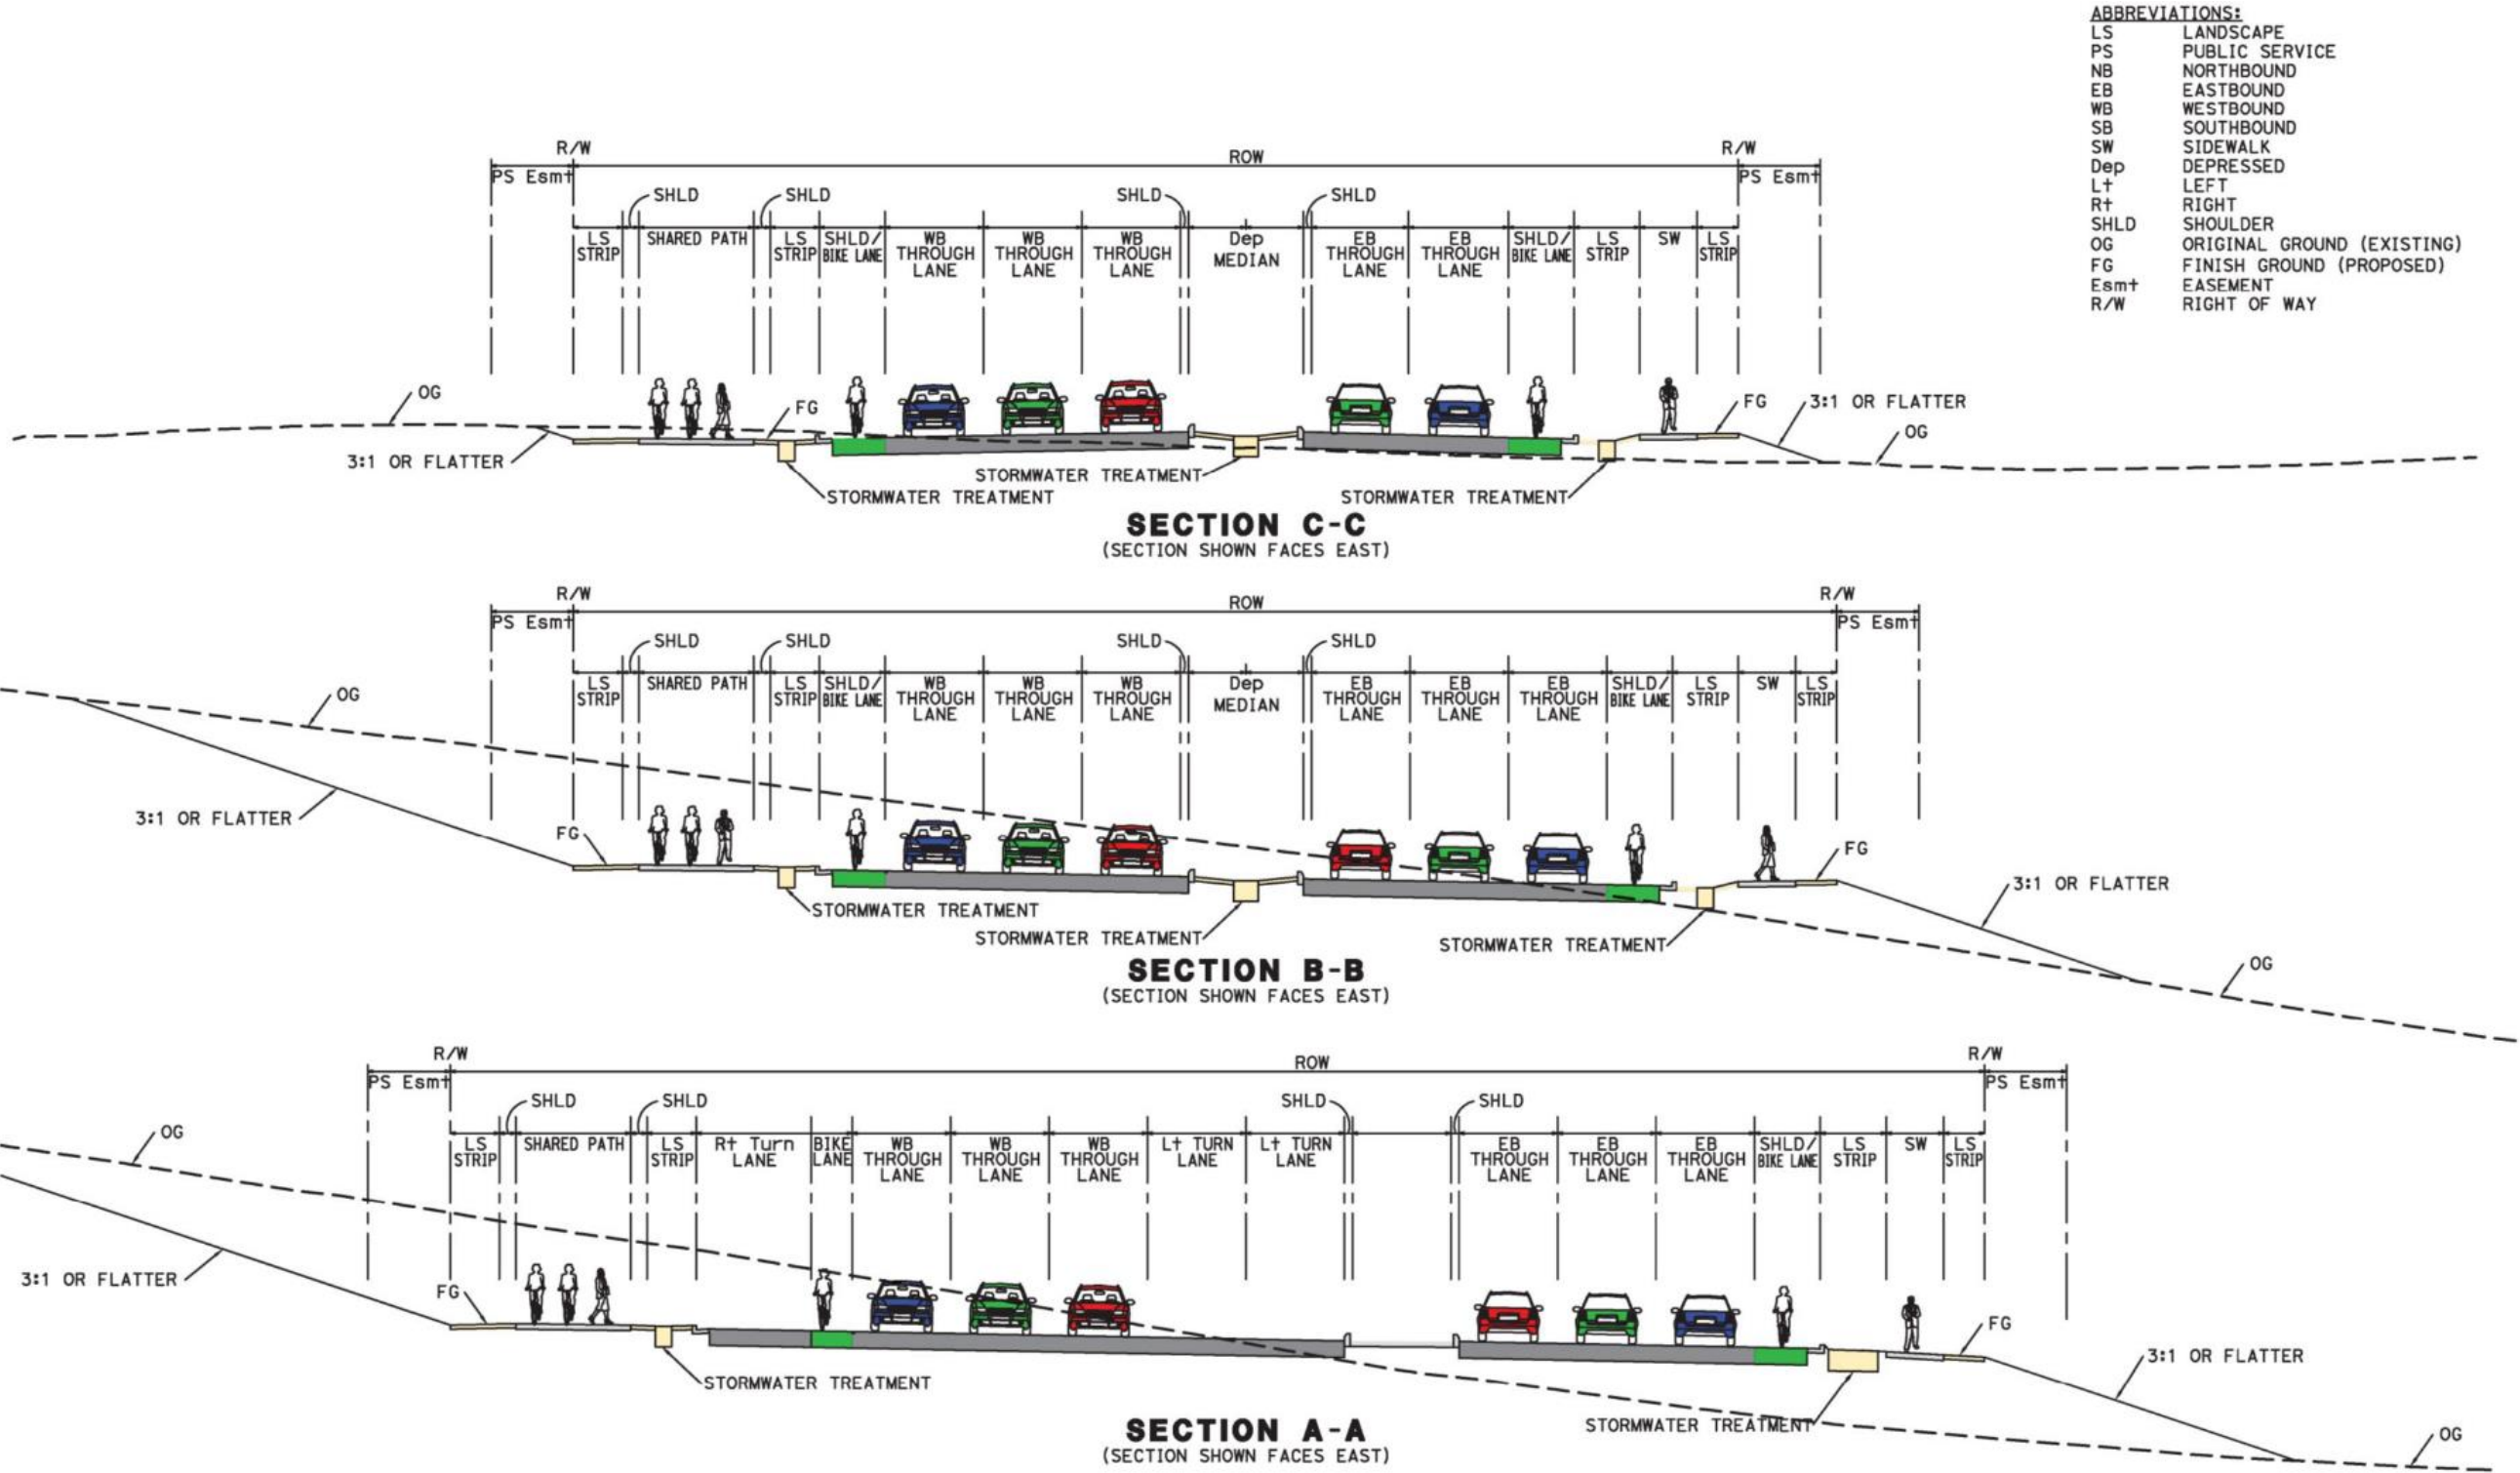 ABBREVIATIONS:
LS LANDSCAPE
PS PUBLIC SERVICE
NB NORTHBOUND
EB EASTBOUND
WB WESTBOUND
SB SOUTHBOUND
SW SIDEWALK
Dep DEPRESSED
Lt LEFT
Rt RIGHT
SHLD SHOULDER
OG ORIGINAL GROUND (EXISTING)
FG FINISH GROUND (PROPOSED)
Esmt EASEMENT
R/W RIGHT OF WAY
R/W
ROW
R/W
PS Esmt
PS Esmt
SHLD
SHLD
SHLD
SHLD
LS STRIP
SHARED PATH
LS STRIP
SHLD/ BIKE LANE
WB THROUGH LANE
WB THROUGH LANE
WB THROUGH LANE
Dep MEDIAN
EB THROUGH LANE
EB THROUGH LANE
SHLD/ BIKE LANE
LS STRIP
SW
LS STRIP
OG
FG
FG
3:1 OR FLATTER
OG
3:1 OR FLATTER
STORMWATER TREATMENT
STORMWATER TREATMENT
STORMWATER TREATMENT
SECTION C-C
(SECTION SHOWN FACES EAST)
R/W
ROW
R/W
PS Esmt
PS Esmt
SHLD
SHLD
SHLD
SHLD
LS STRIP
SHARED PATH
LS STRIP
SHLD/ BIKE LANE
WB THROUGH LANE
WB THROUGH LANE
WB THROUGH LANE
Dep MEDIAN
EB THROUGH LANE
EB THROUGH LANE
EB THROUGH LANE
SHLD/ BIKE LANE
LS STRIP
SW
LS STRIP
OG
3:1 OR FLATTER
FG
FG
3:1 OR FLATTER
STORMWATER TREATMENT
STORMWATER TREATMENT
STORMWATER TREATMENT
OG
SECTION B-B
(SECTION SHOWN FACES EAST)
R/W
ROW
R/W
PS Esmt
PS Esmt
SHLD
SHLD
SHLD
SHLD
OG
LS STRIP
SHARED PATH
LS STRIP
Rt Turn LANE
BIKE LANE
WB THROUGH LANE
WB THROUGH LANE
WB THROUGH LANE
Lt TURN LANE
Lt TURN LANE
EB THROUGH LANE
EB THROUGH LANE
EB THROUGH LANE
SHLD/ BIKE LANE
LS STRIP
SW
LS STRIP
3:1 OR FLATTER
FG
FG
3:1 OR FLATTER
STORMWATER TREATMENT
STORMWATER TREATMENT
OG
SECTION A-A
(SECTION SHOWN FACES EAST)